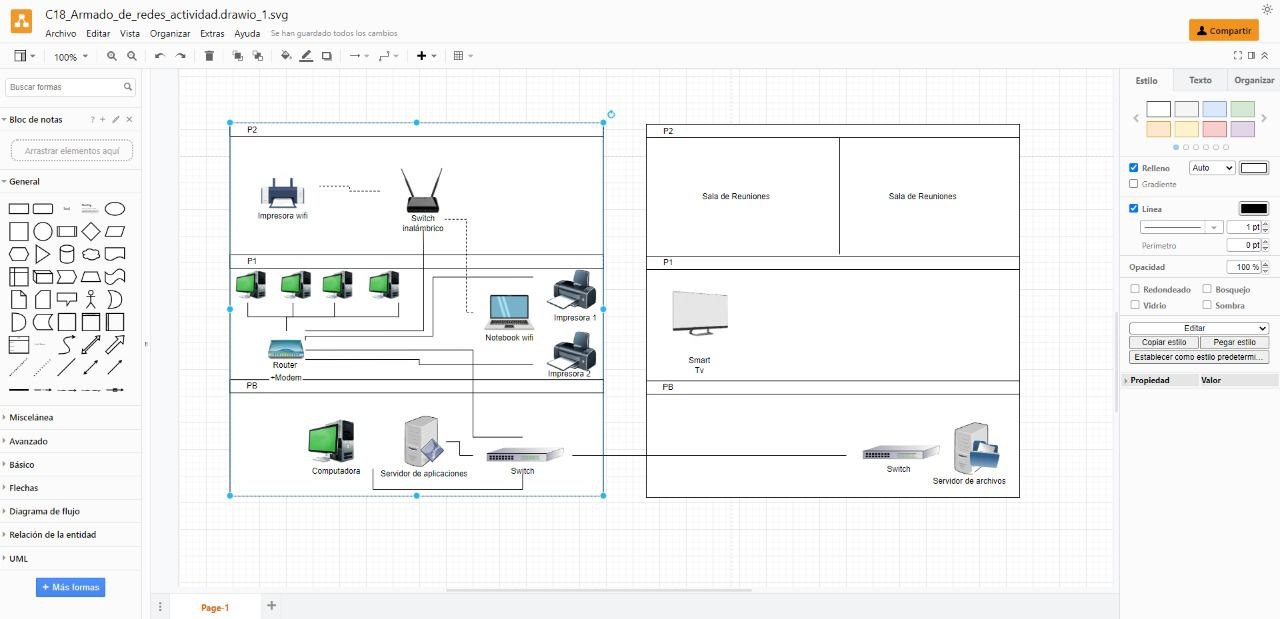 C18_Armado_de_redes_actividad.drawio_1.svg
Archivo Editar Vista Organizar Extras Ayuda Se han guardado todos los cambios
Compartir
100%
Buscar formas
Bloc de notas
Arrastrar elementos aquí
General
Miscelánea
Avanzado
Básico
Flechas
Diagrama de flujo
Relación de la entidad
UML
+ Más formas
P2
Impresora wifi
Switch
inalámbrico
P1
Impresora 1
Notebook wifi
Router
+Modem
Impresora 2
PB
Computadora
Servidor de aplicaciones
Switch
P2
Sala de Reuniones
Sala de Reuniones
P1
Smart
Tv
PB
Switch
Servidor de archivos
Page-1
Estilo Texto Organizar
Relleno Auto
Gradiente
Línea
1 pt
Perímetro 0 pt
Opacidad 100 %
Redondeado Bosquejo
Vidrio Sombra
Editar
Copiar estilo Pegar estilo
Establecer como estilo predetermi...
Propiedad Valor